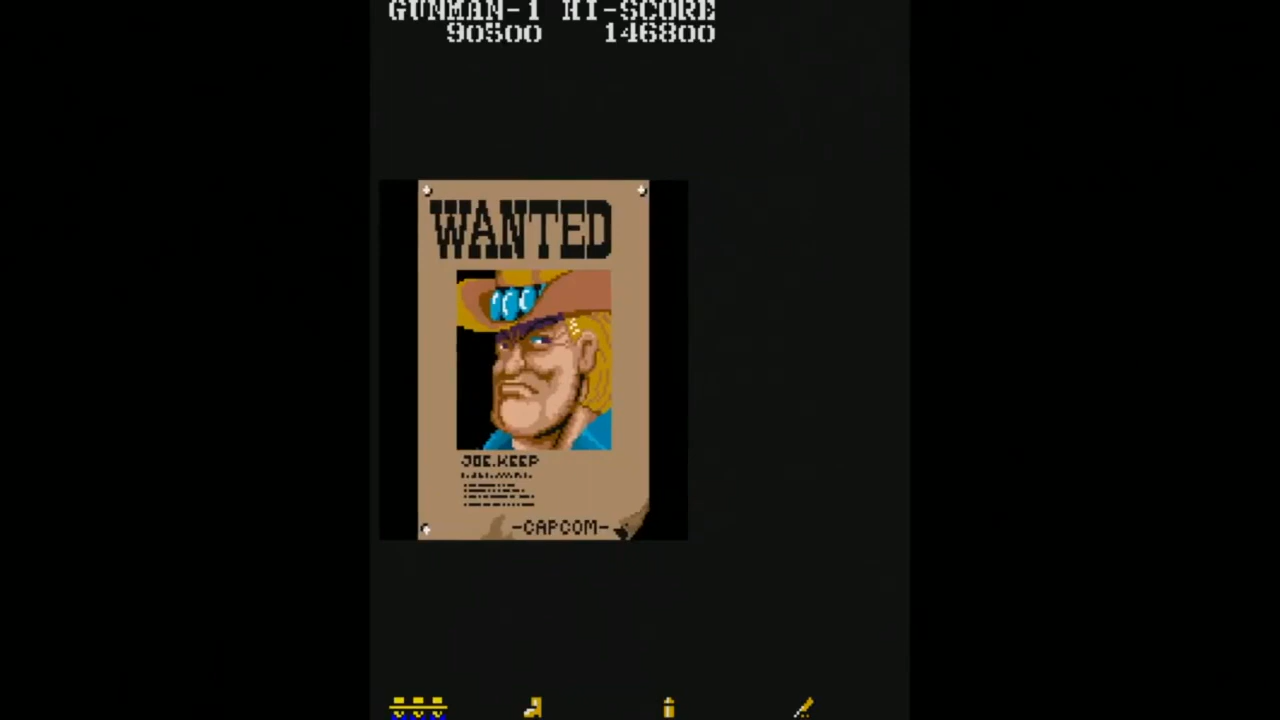 GUNMAN-1 HI-SCORE
90500 146800
WANTED
JOE.KEEP
-CAPCOM-